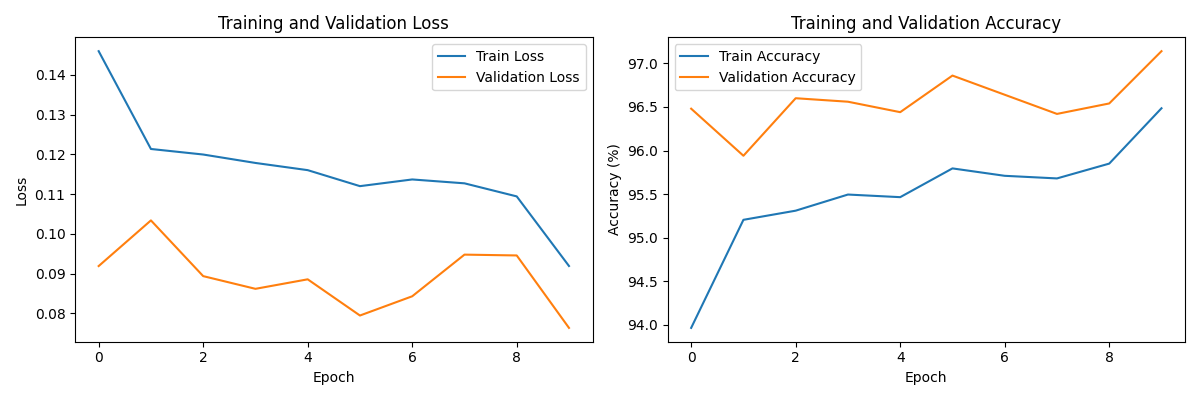 Training and Validation Loss
Train Loss
Validation Loss
0.14
0.13
0.12
0.11
0.10
0.09
0.08
Loss
0 2 4 6 8
Epoch
Training and Validation Accuracy
Train Accuracy
Validation Accuracy
97.0
96.5
96.0
95.5
95.0
94.5
94.0
Accuracy (%)
0 2 4 6 8
Epoch